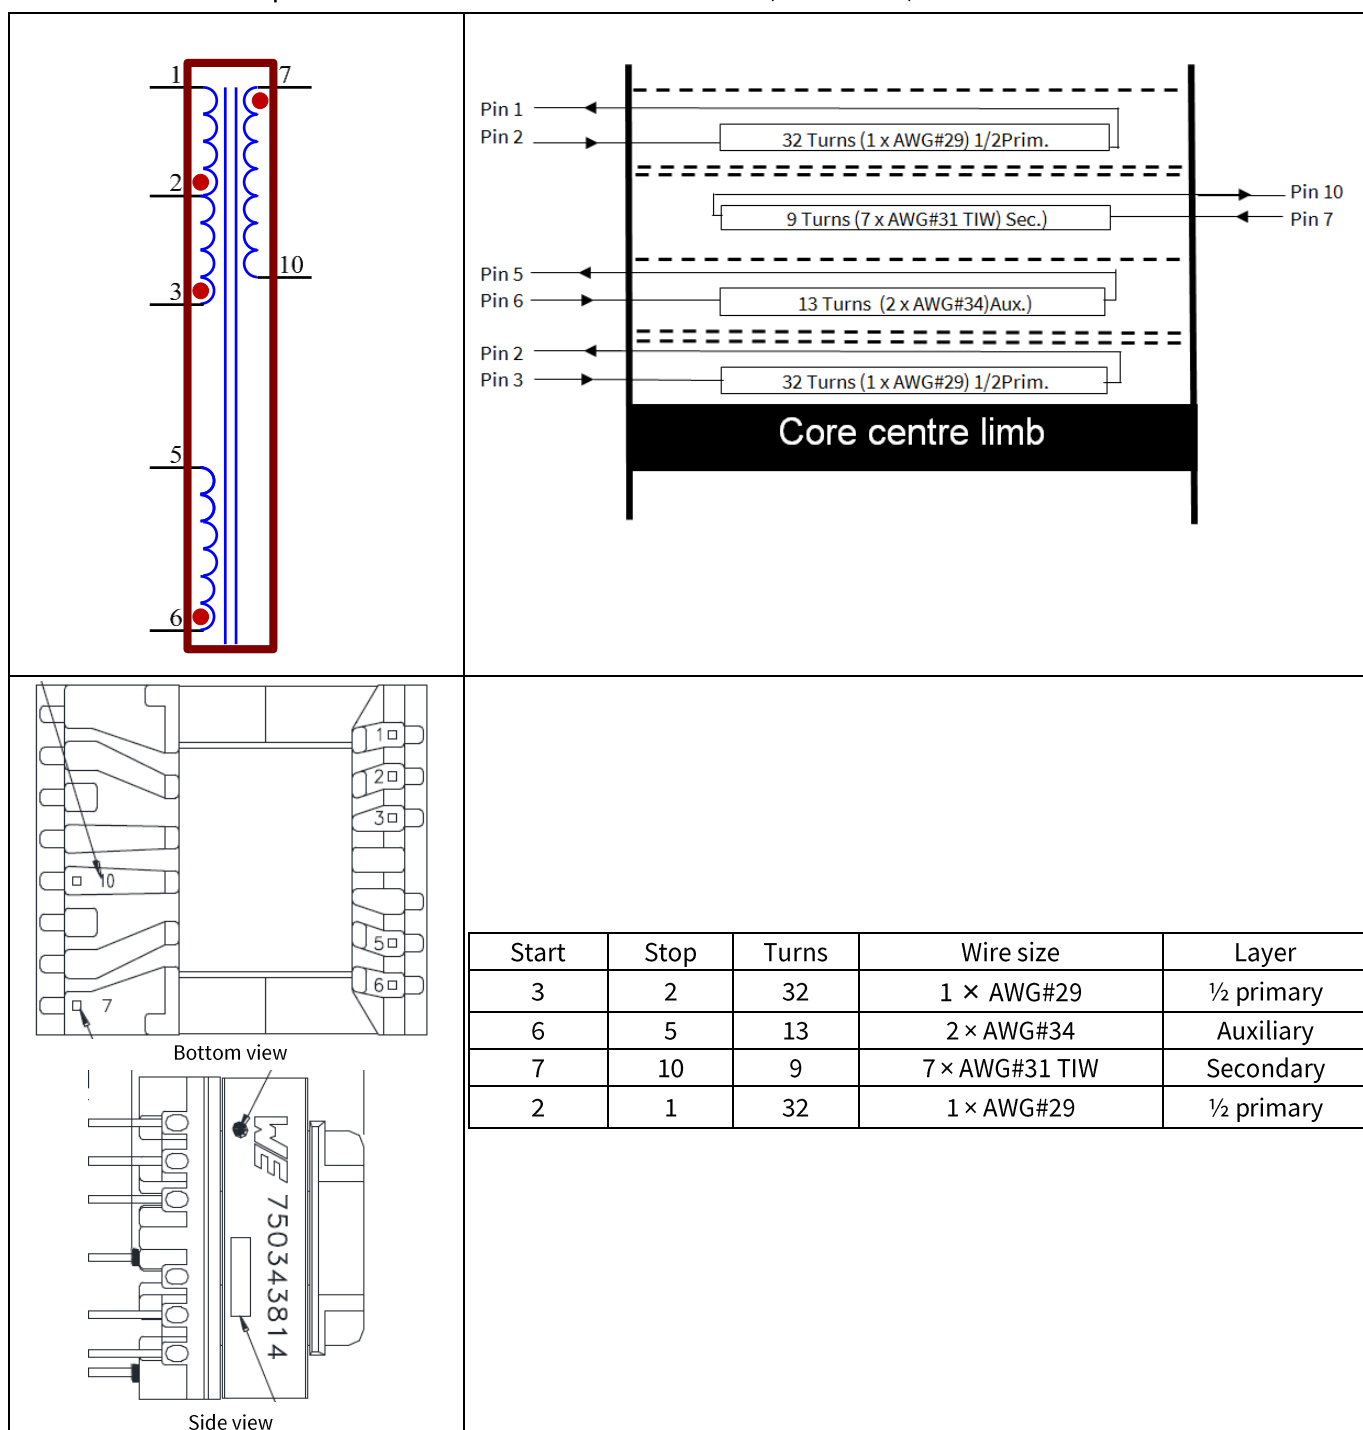 1
7
2
3
10
5
6
Pin 1
Pin 2
32 Turns (1 x AWG#29) 1/2Prim.
Pin 10
9 Turns (7 x AWG#31 TIW) Sec.)
Pin 7
Pin 5
Pin 6
13 Turns (2 x AWG#34)Aux.)
Pin 2
Pin 3
32 Turns (1 x AWG#29) 1/2Prim.
Core centre limb
1
2
3
10
5
6
7
Bottom view
WE 750343814
Side view
Start Stop Turns Wire size Layer
3 2 32 1 × AWG#29 ½ primary
6 5 13 2 × AWG#34 Auxiliary
7 10 9 7 × AWG#31 TIW Secondary
2 1 32 1 × AWG#29 ½ primary